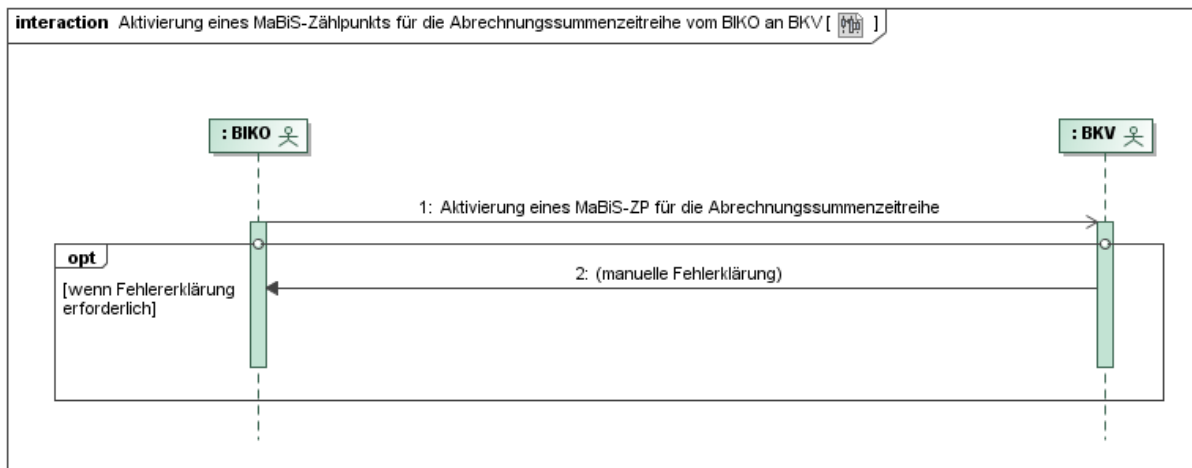 interaction Aktivierung eines MaBiS-Zählpunkts für die Abrechnungssummenzeitreihe vom BIKO an BKV [ ]
: BIKO
: BKV
1: Aktivierung eines MaBiS-ZP für die Abrechnungssummenzeitreihe
opt
2: (manuelle Fehlerklärung)
[wenn Fehlererklärung
erforderlich]